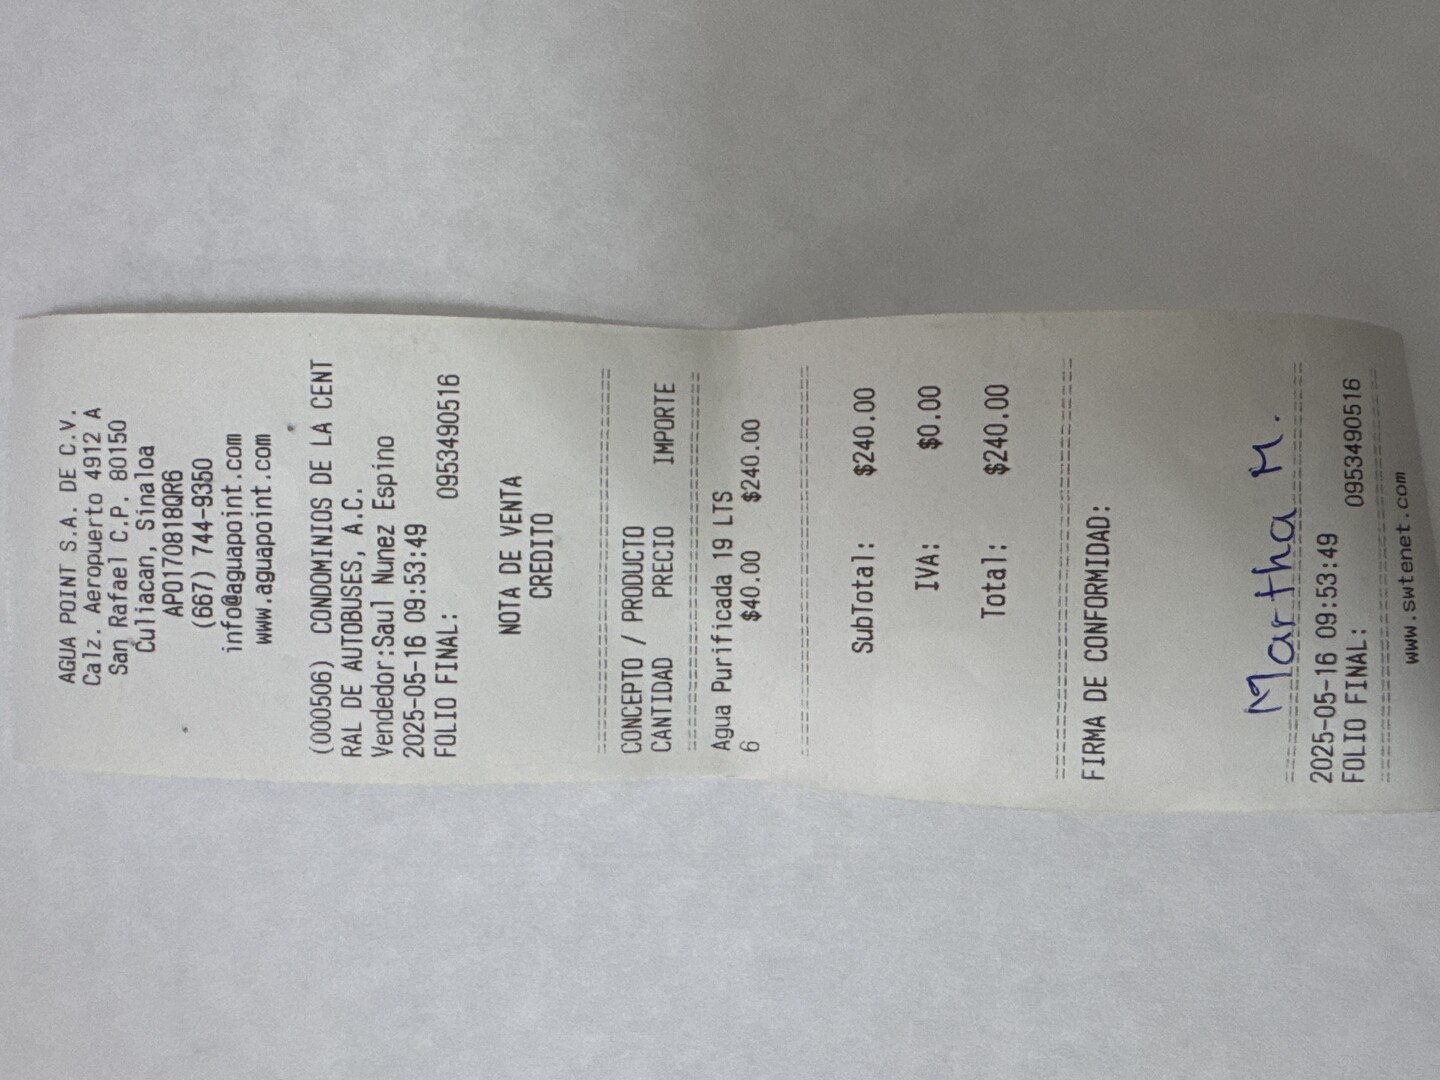 AGUA POINT S.A. DE C.V.
Calz. Aeropuerto 4912 A
San Rafael C.P. 80150
Culiacan, Sinaloa
APO170818QR6
(667) 744-9350
info@aguapoint.com
www.aguapoint.com
(000506) CONDOMINIOS DE LA CENT
RAL DE AUTOBUSES, A.C.
Vendedor:Saul Nunez Espino
2025-05-16 09:53:49
FOLIO FINAL: 0953490516
NOTA DE VENTA
CREDITO
CONCEPTO / PRODUCTO
CANTIDAD PRECIO IMPORTE
Agua Purificada 19 LTS
6 $40.00 $240.00
SubTotal: $240.00
IVA: $0.00
Total: $240.00
FIRMA DE CONFORMIDAD:
Martha M.
2025-05-16 09:53:49
FOLIO FINAL: 0953490516
www.swtenet.com